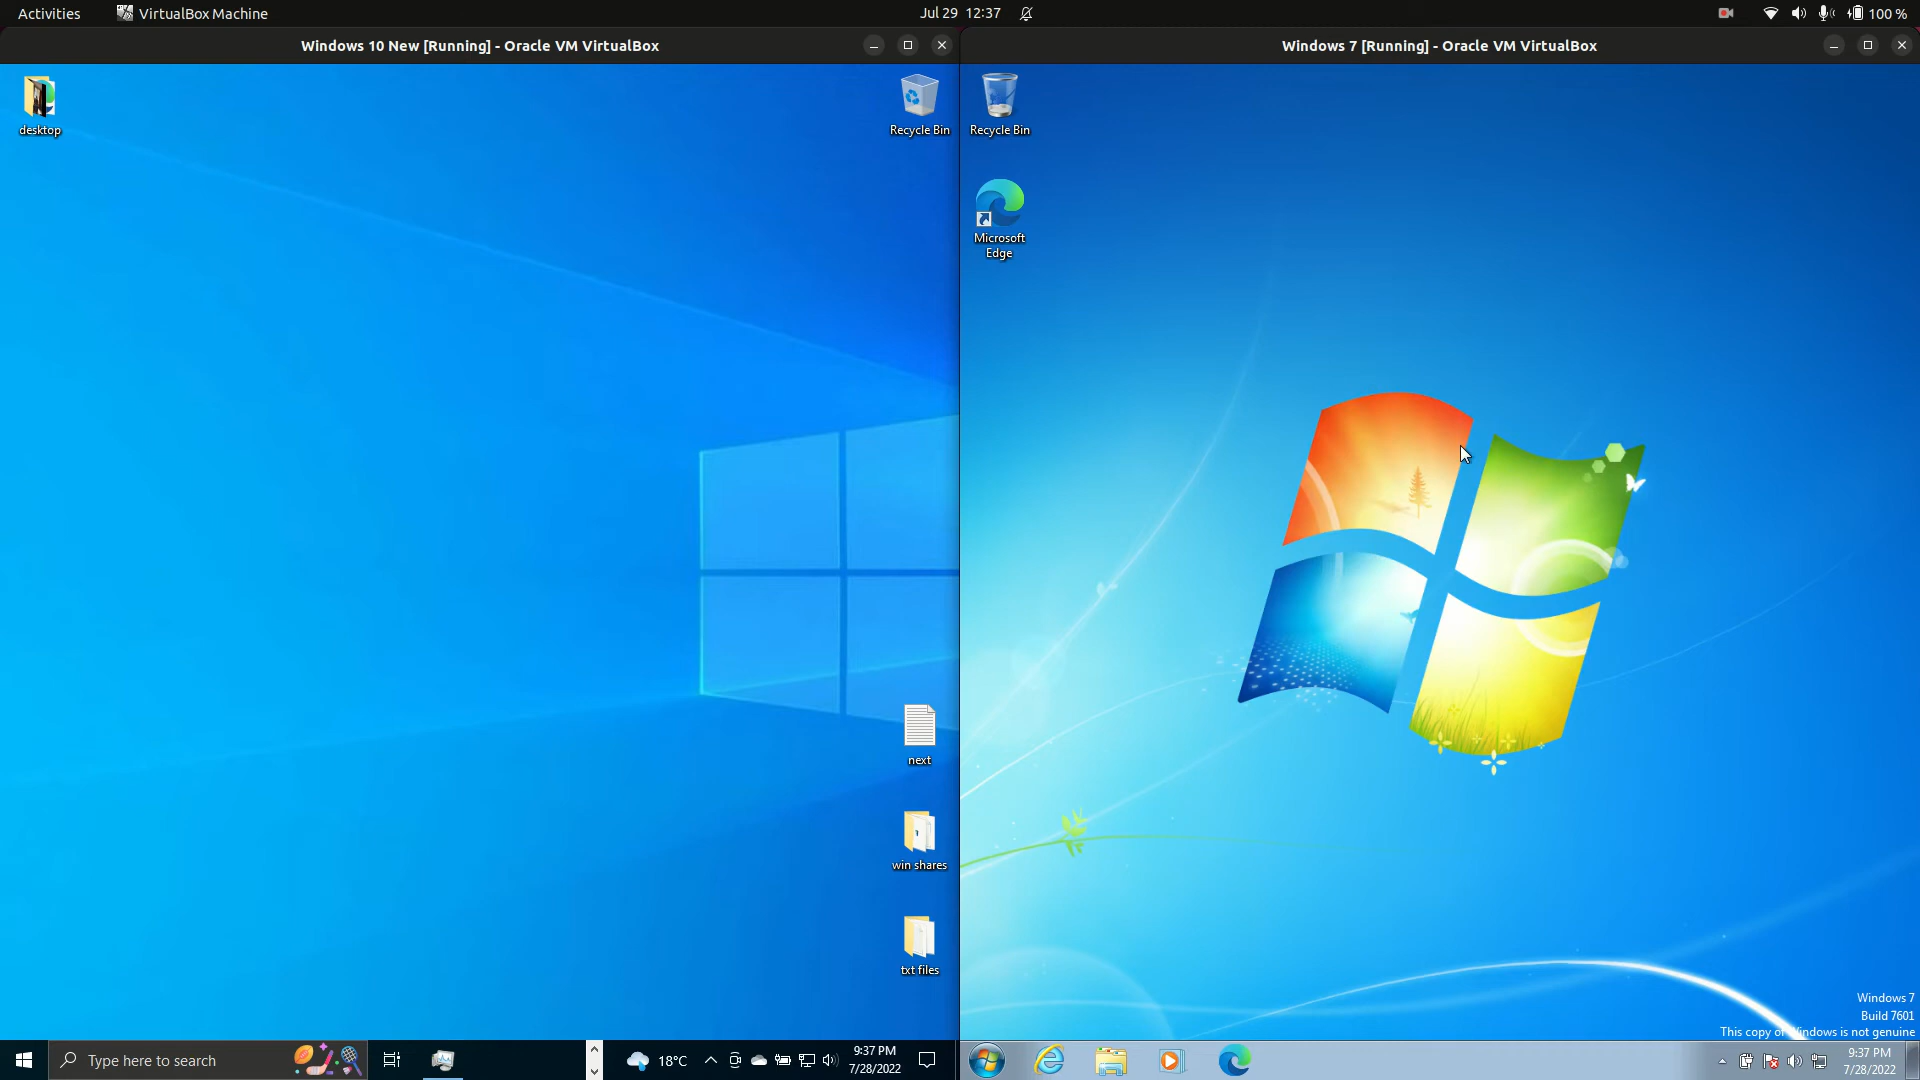 Activities
VirtualBox Machine
Jul 29 12:37
100 %
Windows 10 New [Running] - Oracle VM VirtualBox
Windows 7 [Running] - Oracle VM VirtualBox
desktop
Recycle Bin
Recycle Bin
Microsoft
Edge
next
win shares
txt files
Windows 7
Build 7601
This copy of Windows is not genuine
Type here to search
18°C
9:37 PM
7/28/2022
9:37 PM
7/28/2022